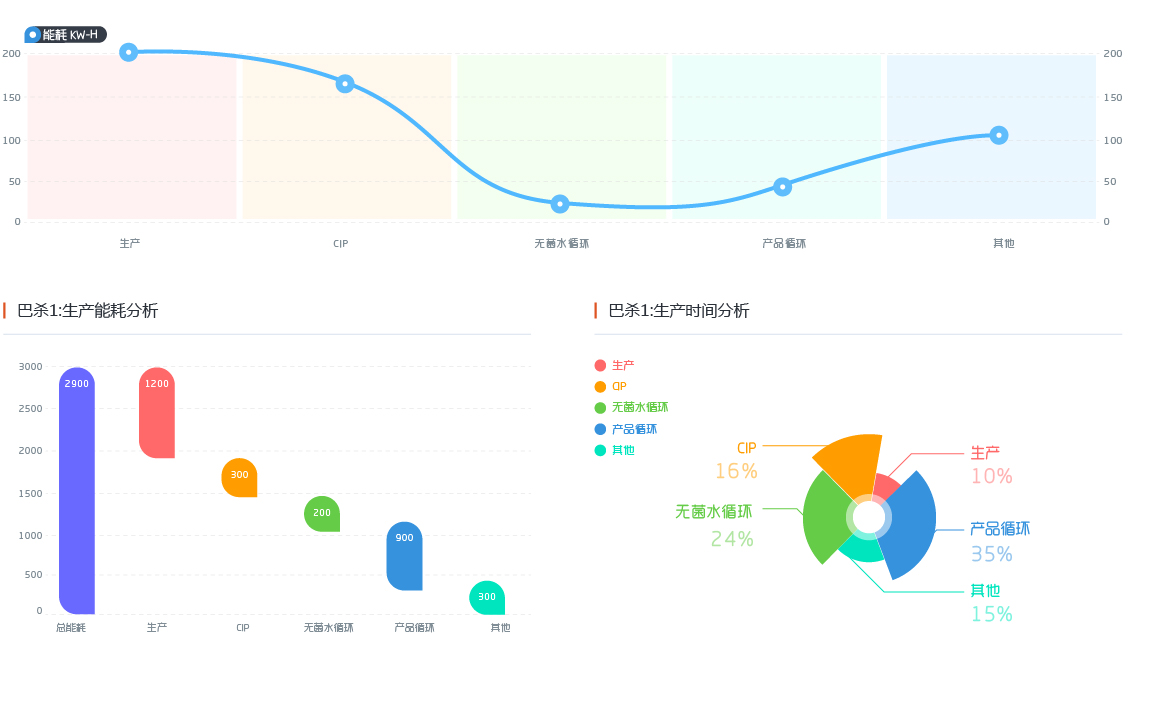 能耗 KW-H
200
150
100
50
0
200
150
100
50
0
生产
CIP
无菌水循环
产品循环
其他
巴杀1:生产能耗分析
3000
2500
2000
1500
1000
500
0
2900
1200
300
200
900
300
总能耗
生产
CIP
无菌水循环
产品循环
其他
巴杀1:生产时间分析
生产
CIP
无菌水循环
产品循环
其他
CIP
16%
生产
10%
无菌水循环
24%
产品循环
35%
其他
15%